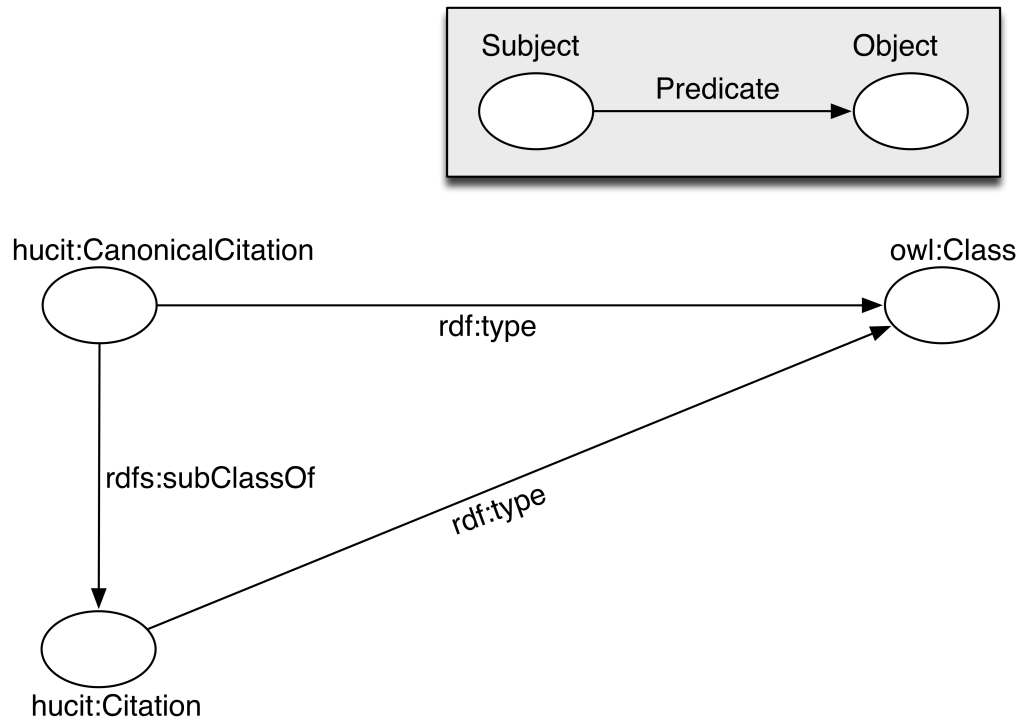 Subject
Object
Predicate
hucit:CanonicalCitation
owl:Class
rdf:type
rdfs:subClassOf
rdf:type
hucit:Citation